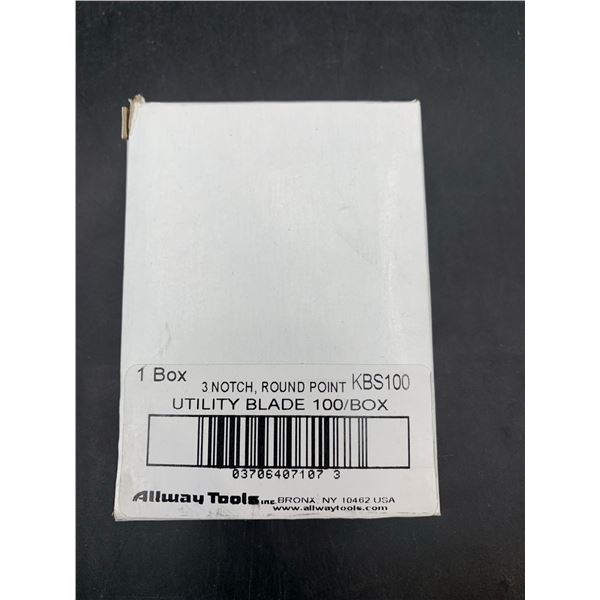 1 Box 3 NOTCH, ROUND POINT KBS100
UTILITY BLADE 100/BOX
03706407107 3
Allway Tools INC. BRONX, NY 10462 USA
www.allwaytools.com